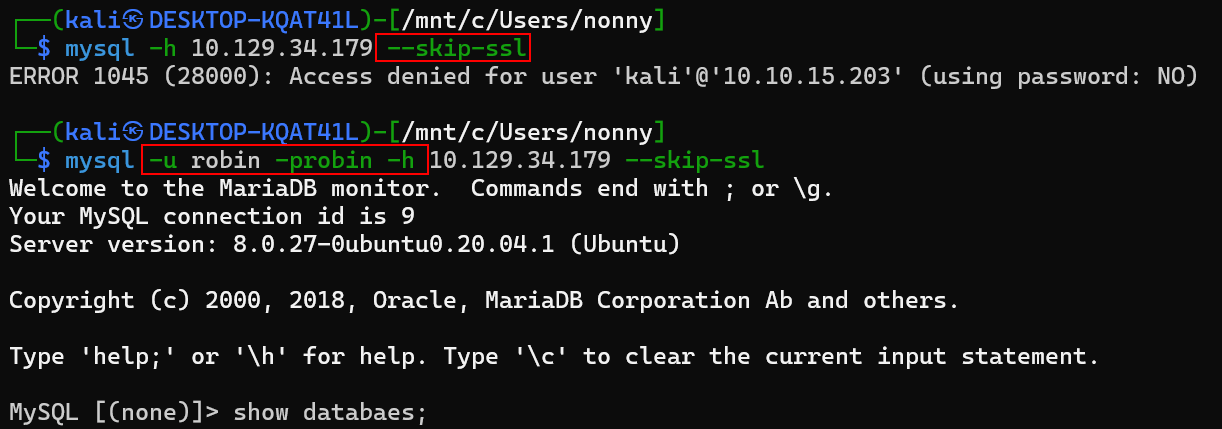 ┌──(kali㉿DESKTOP-KQAT41L)-[/mnt/c/Users/nonny]
└─$ mysql -h 10.129.34.179 --skip-ssl
ERROR 1045 (28000): Access denied for user 'kali'@'10.10.15.203' (using password: NO)
┌──(kali㉿DESKTOP-KQAT41L)-[/mnt/c/Users/nonny]
└─$ mysql -u robin -probin -h 10.129.34.179 --skip-ssl
Welcome to the MariaDB monitor.  Commands end with ; or \g.
Your MySQL connection id is 9
Server version: 8.0.27-0ubuntu0.20.04.1 (Ubuntu)
Copyright (c) 2000, 2018, Oracle, MariaDB Corporation Ab and others.
Type 'help;' or '\h' for help. Type '\c' to clear the current input statement.
MySQL [(none)]> show databaes;